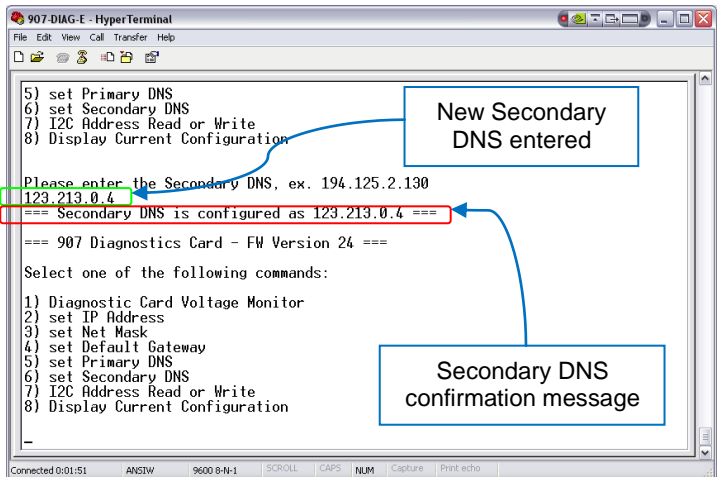 907-DIAG-E - HyperTerminal
File Edit View Call Transfer Help
5) set Primary DNS
6) set Secondary DNS
7) I2C Address Read or Write
8) Display Current Configuration
New Secondary
DNS entered
Please enter the Secondary DNS, ex. 194.125.2.130
123.213.0.4
=== Secondary DNS is configured as 123.213.0.4 ===
=== 907 Diagnostics Card - FW Version 24 ===
Select one of the following commands:
1) Diagnostic Card Voltage Monitor
2) set IP Address
3) set Net Mask
4) set Default Gateway
5) set Primary DNS
6) set Secondary DNS
7) I2C Address Read or Write
8) Display Current Configuration
Secondary DNS
confirmation message
_
Connected 0:01:51 ANSIW 9600 8-N-1 SCROLL CAPS NUM Capture Print echo